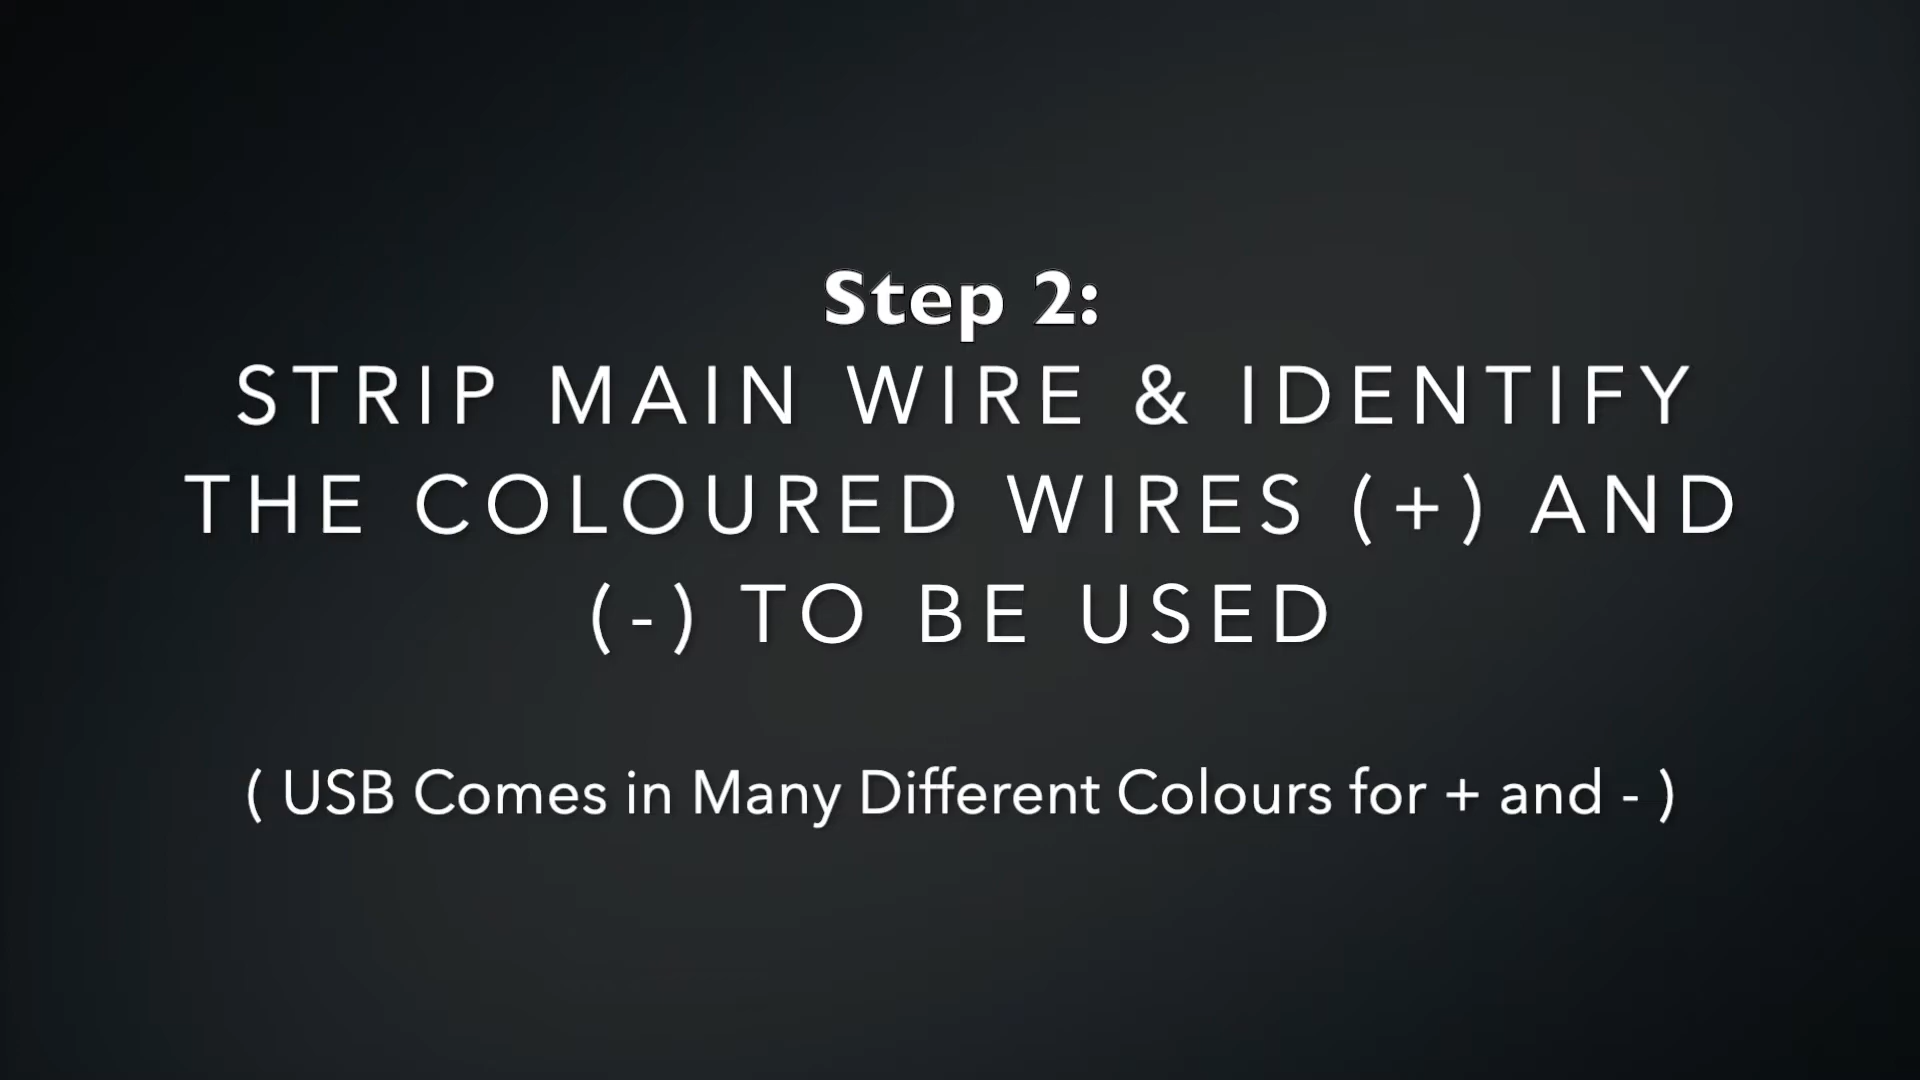 Step 2:
STRIP MAIN WIRE & IDENTIFY
THE COLOURED WIRES (+) AND
(-) TO BE USED
( USB Comes in Many Different Colours for + and - )